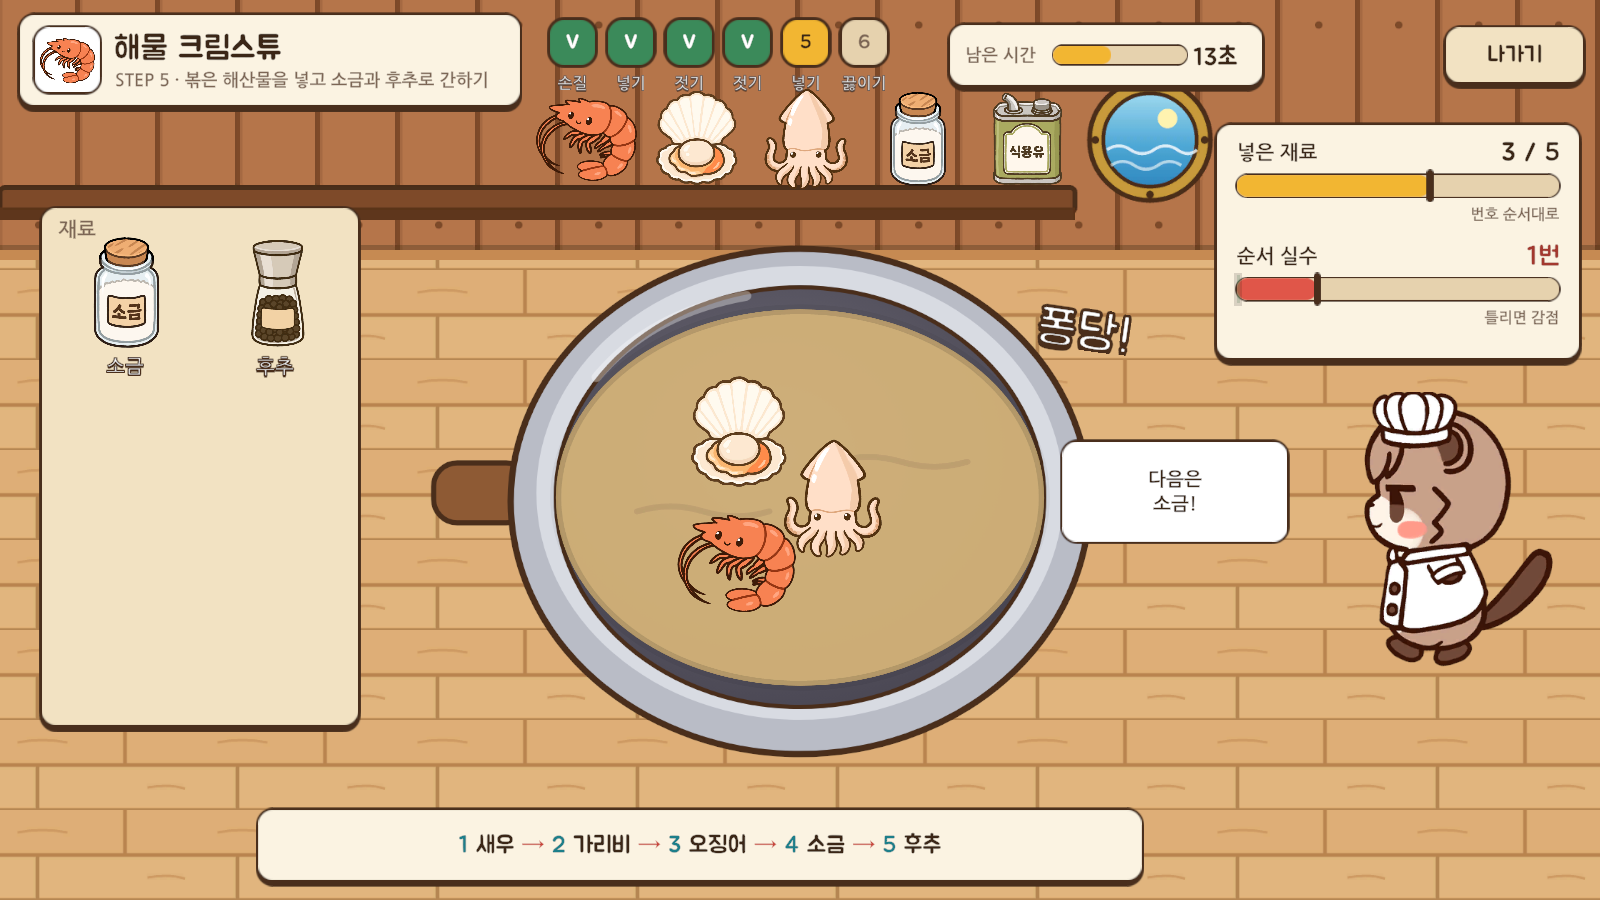 해물 크림스튜
STEP 5 · 볶은 해산물을 넣고 소금과 후추로 간하기
V V V V 5 6
손질 넣기 젓기 젓기 넣기 끓이기
남은 시간 13초
나가기
소금
식용유
넣은 재료 3 / 5
번호 순서대로
순서 실수 1번
틀리면 감점
재료
소금
소금 후추
퐁당!
다음은
소금!
1 새우 → 2 가리비 → 3 오징어 → 4 소금 → 5 후추